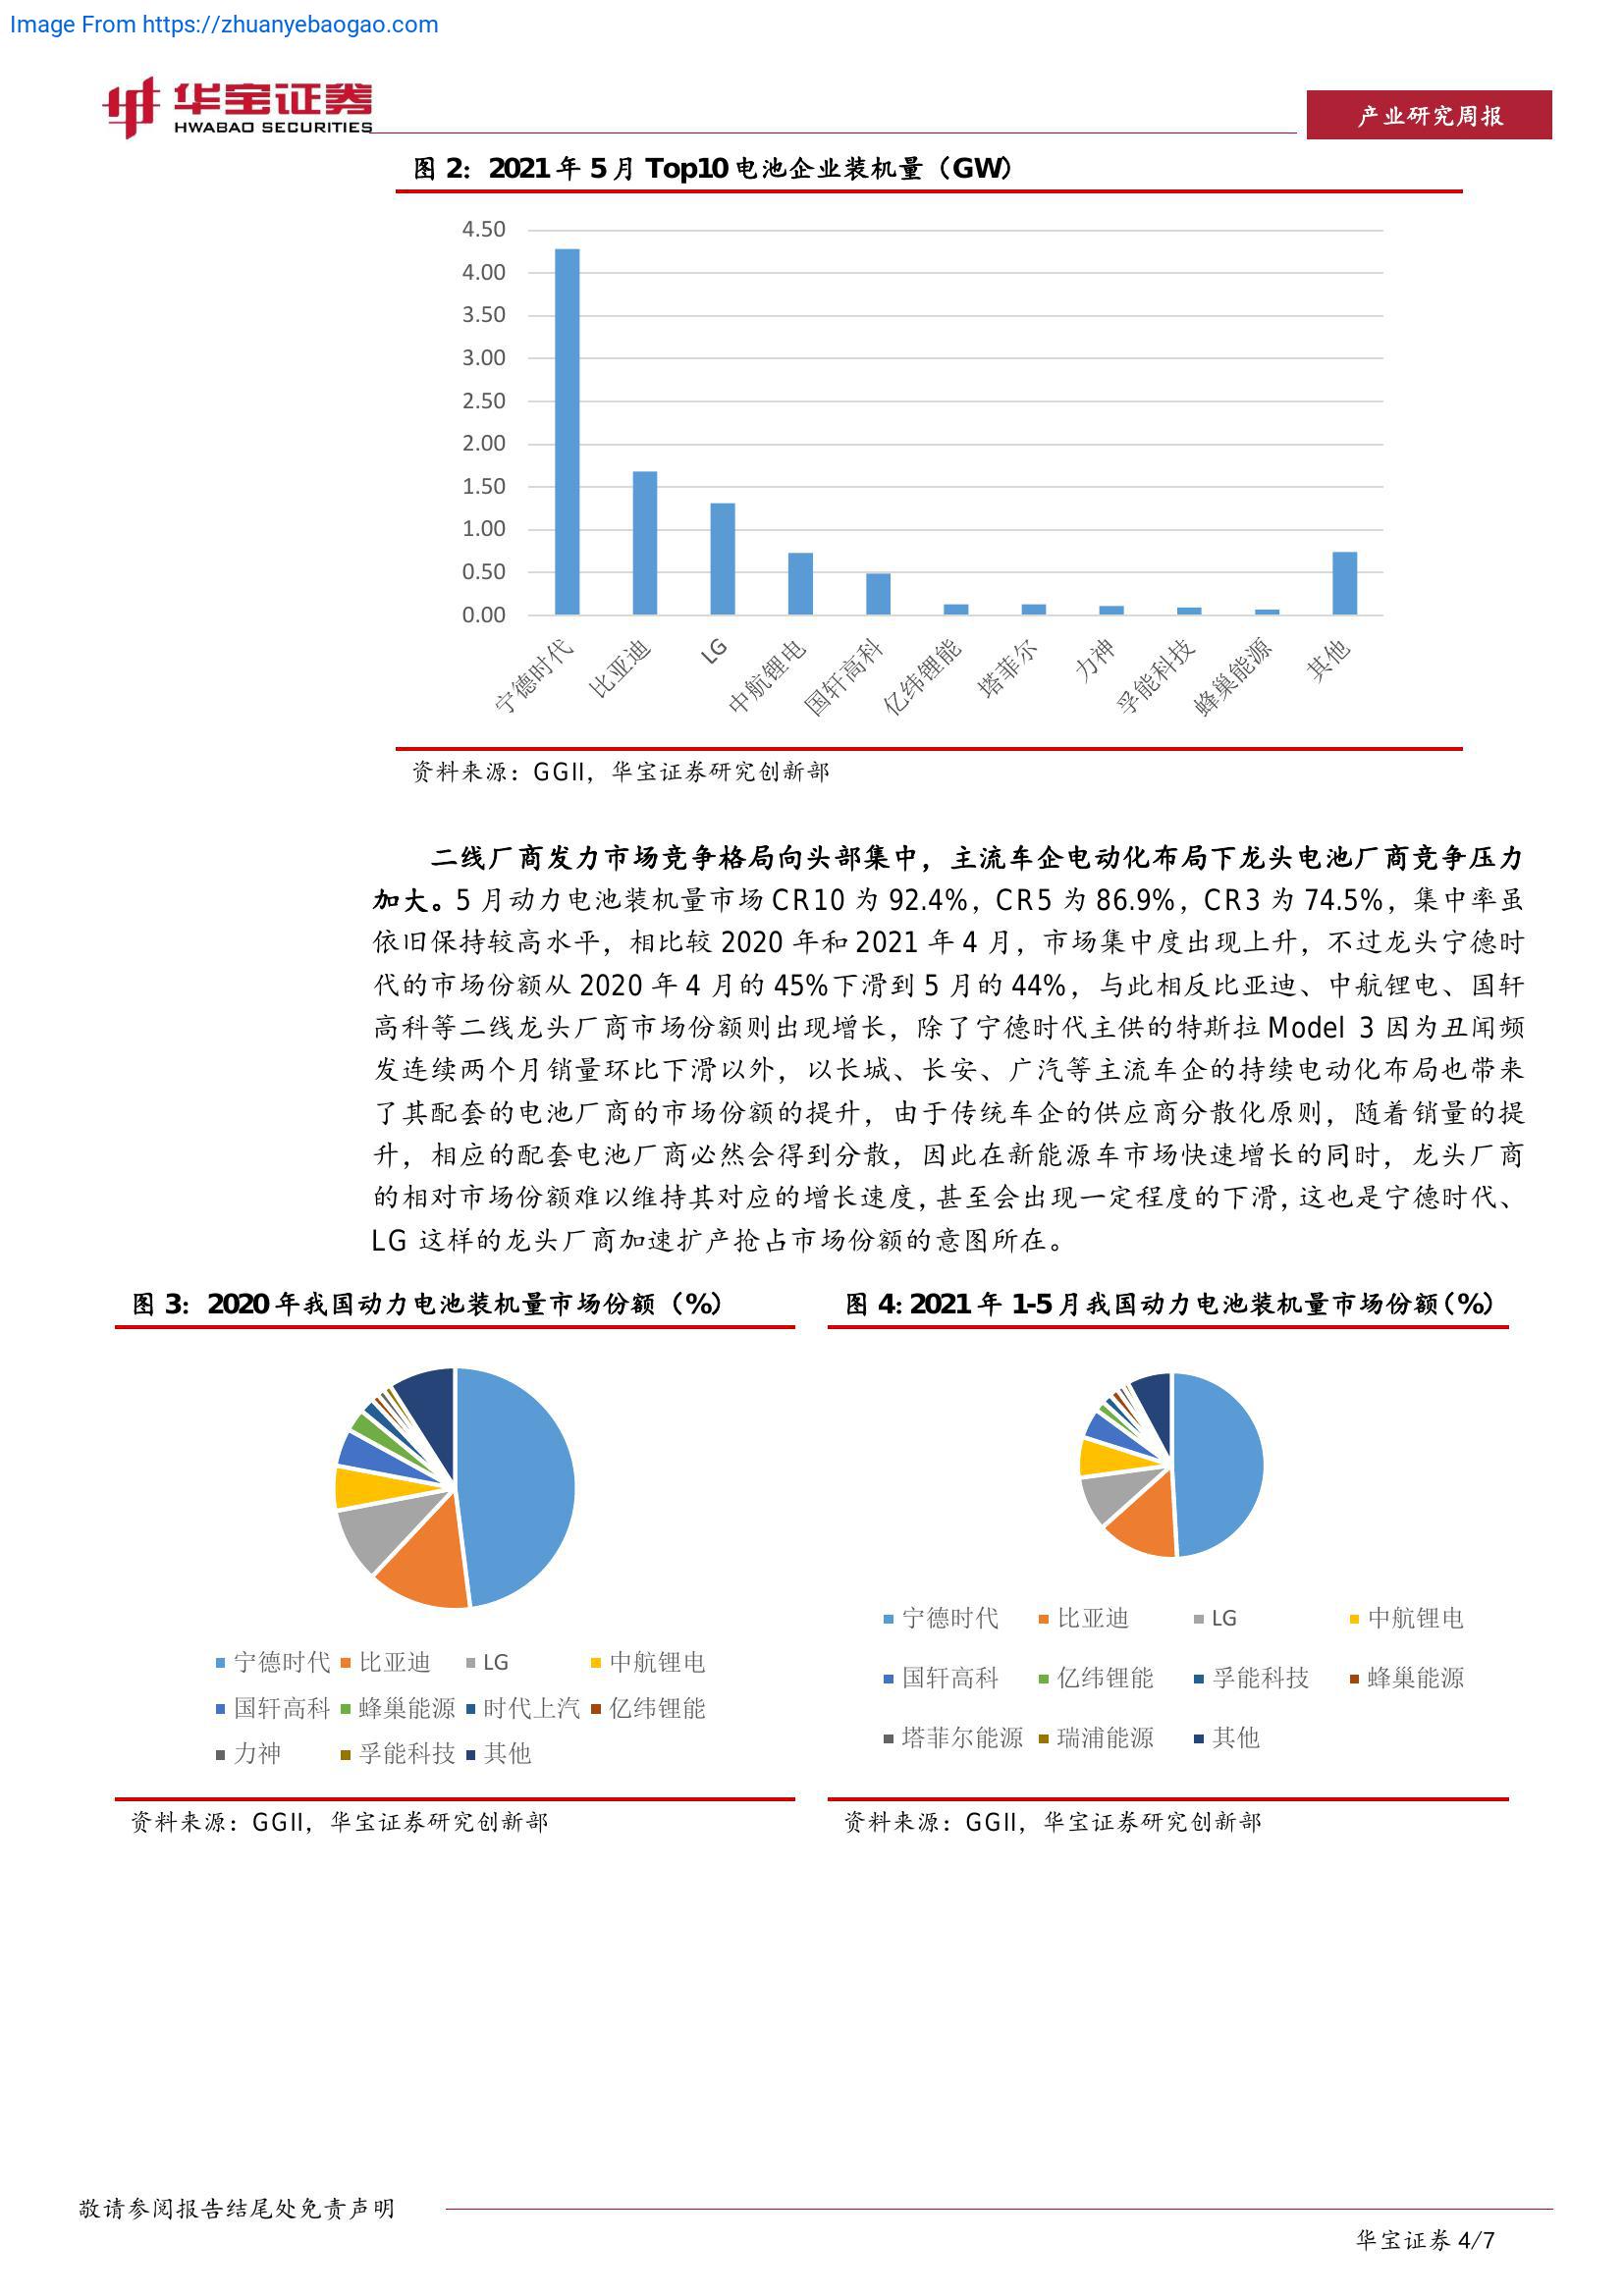 Image From https://zhuanyebaogao.com
华宝证券
HWABAO SECURITIES
产业研究周报
图 2：2021 年 5 月 Top10 电池企业装机量（GW）
4.50
4.00
3.50
3.00
2.50
2.00
1.50
1.00
0.50
0.00
宁德时代
比亚迪
LG
中航锂电
国轩高科
亿纬锂能
塔菲尔
力神
孚能科技
蜂巢能源
其他
资料来源：GGII，华宝证券研究创新部
二线厂商发力市场竞争格局向头部集中，主流车企电动化布局下龙头电池厂商竞争压力
加大。5 月动力电池装机量市场 CR10 为 92.4%，CR5 为 86.9%，CR3 为 74.5%，集中率虽
依旧保持较高水平，相比较 2020 年和 2021 年 4 月，市场集中度出现上升，不过龙头宁德时
代的市场份额从 2020 年 4 月的 45%下滑到 5 月的 44%，与此相反比亚迪、中航锂电、国轩
高科等二线龙头厂商市场份额则出现增长，除了宁德时代主供的特斯拉 Model 3 因为丑闻频
发连续两个月销量环比下滑以外，以长城、长安、广汽等主流车企的持续电动化布局也带来
了其配套的电池厂商的市场份额的提升，由于传统车企的供应商分散化原则，随着销量的提
升，相应的配套电池厂商必然会得到分散，因此在新能源车市场快速增长的同时，龙头厂商
的相对市场份额难以维持其对应的增长速度，甚至会出现一定程度的下滑，这也是宁德时代、
LG 这样的龙头厂商加速扩产抢占市场份额的意图所在。
图 3：2020 年我国动力电池装机量市场份额（%）
宁德时代 比亚迪 LG 中航锂电
国轩高科 蜂巢能源 时代上汽 亿纬锂能
力神 孚能科技 其他
资料来源：GGII，华宝证券研究创新部
图 4：2021 年 1-5 月我国动力电池装机量市场份额（%）
宁德时代 比亚迪 LG 中航锂电
国轩高科 亿纬锂能 孚能科技 蜂巢能源
塔菲尔能源 瑞浦能源 其他
资料来源：GGII，华宝证券研究创新部
敬请参阅报告结尾处免责声明
华宝证券 4/7